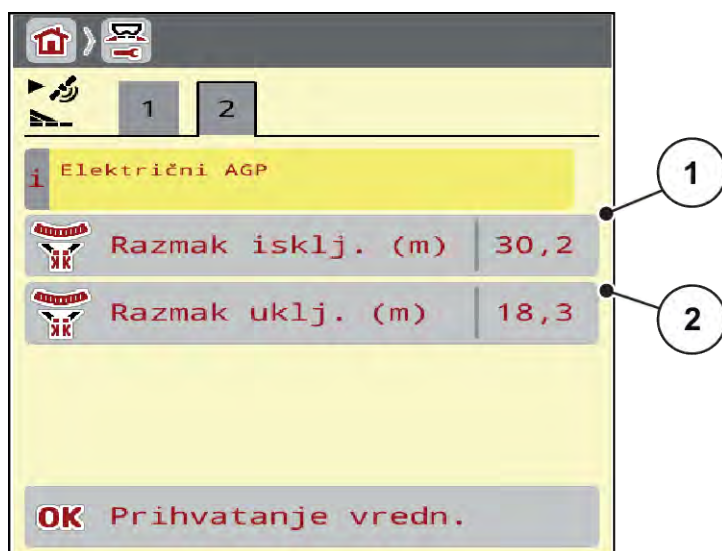 1 2
i Električni AGP
Razmak isklj. (m) 30,2
1
Razmak uklj. (m) 18,3
2
OK Prihvatanje vredn.